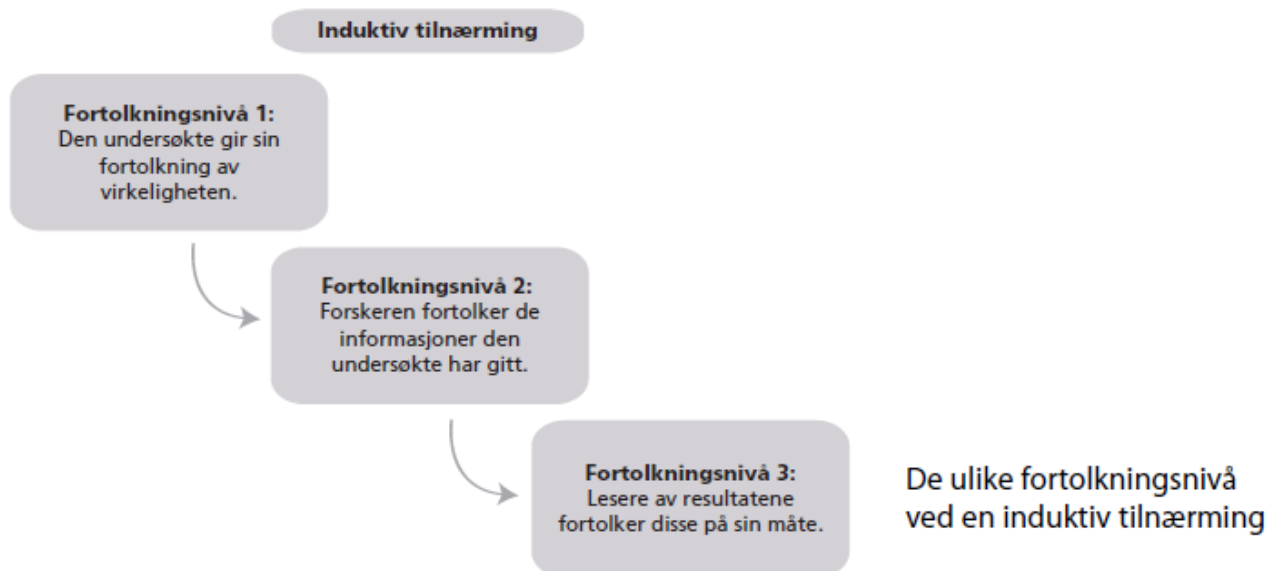 Induktiv tilnærming
Fortolkningsnivå 1:
Den undersøkte gir sin
fortolkning av
virkeligheten.
Fortolkningsnivå 2:
Forskeren fortolker de
informasjoner den
undersøkte har gitt.
Fortolkningsnivå 3:
Lesere av resultatene
fortolker disse på sin måte.
De ulike fortolkningsnivå
ved en induktiv tilnærming